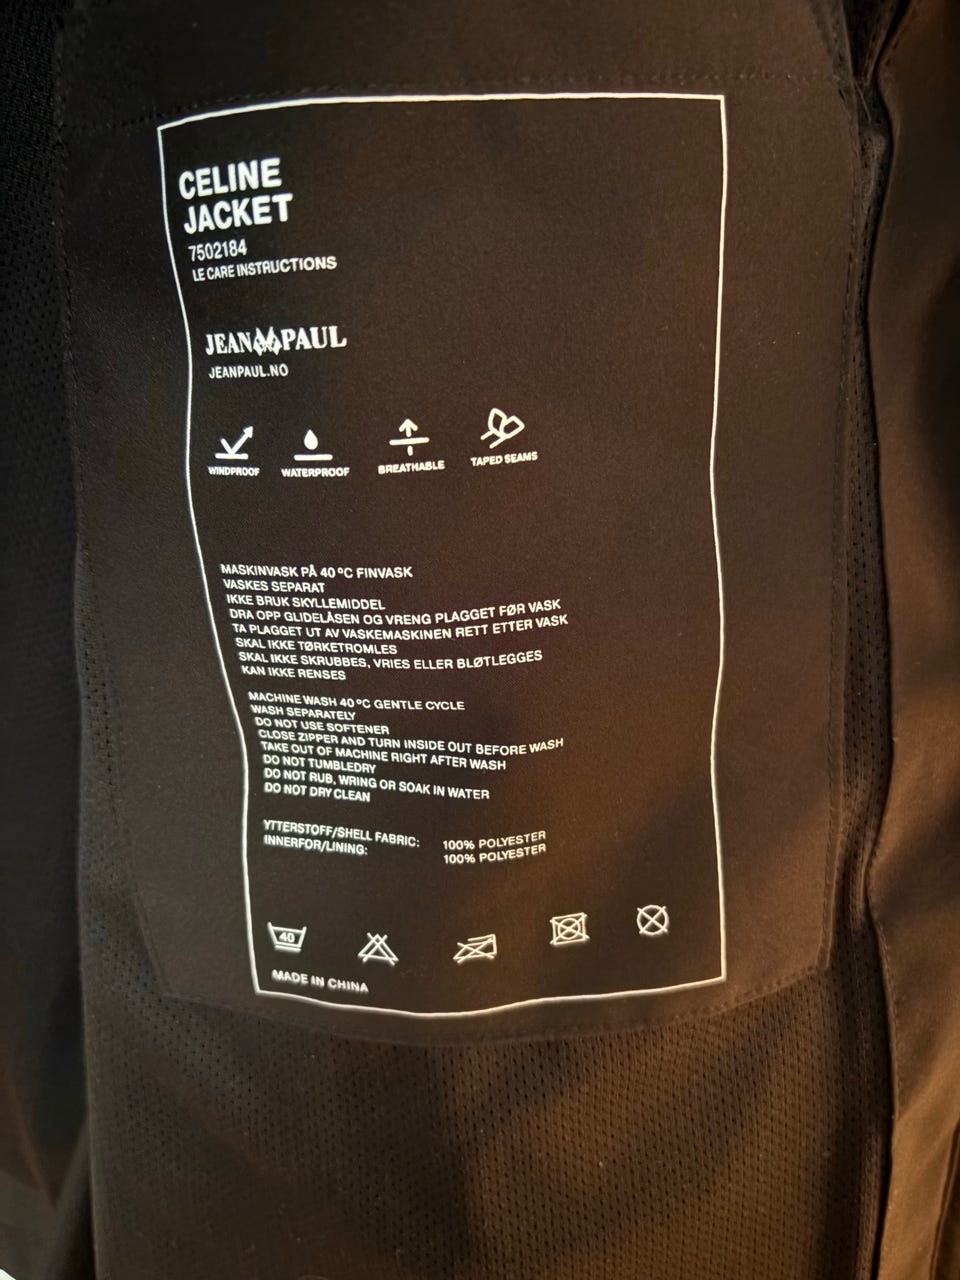 CELINE
JACKET
7502184
LE CARE INSTRUCTIONS
JEAN PAUL
JEANPAUL.NO
WINDPROOF WATERPROOF BREATHABLE TAPED SEAMS
MASKINVASK PÅ 40 °C FINVASK
VASKES SEPARAT
IKKE BRUK SKYLLEMIDDEL
DRA OPP GLIDELÅSEN OG VRENG PLAGGET FØR VASK
TA PLAGGET UT AV VASKEMASKINEN RETT ETTER VASK
SKAL IKKE TØRKETROMLES
SKAL IKKE SKRUBBES, VRIES ELLER BLØTLEGGES
KAN IKKE RENSES
MACHINE WASH 40 °C GENTLE CYCLE
WASH SEPARATELY
DO NOT USE SOFTENER
CLOSE ZIPPER AND TURN INSIDE OUT BEFORE WASH
TAKE OUT OF MACHINE RIGHT AFTER WASH
DO NOT TUMBLEDRY
DO NOT RUB, WRING OR SOAK IN WATER
DO NOT DRY CLEAN
YTTERSTOFF/SHELL FABRIC: 100% POLYESTER
INNERFOR/LINING: 100% POLYESTER
40
MADE IN CHINA